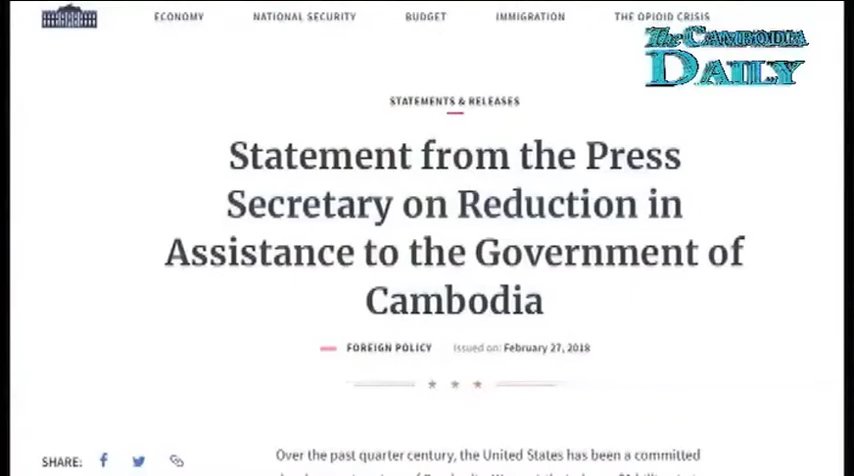 ECONOMY NATIONAL SECURITY BUDGET IMMIGRATION THE OPIOID CRISIS
The CAMBODIA
DAILY
STATEMENTS & RELEASES
Statement from the Press
Secretary on Reduction in
Assistance to the Government of
Cambodia
FOREIGN POLICY Issued on: February 27, 2018
SHARE:
Over the past quarter century, the United States has been a committed